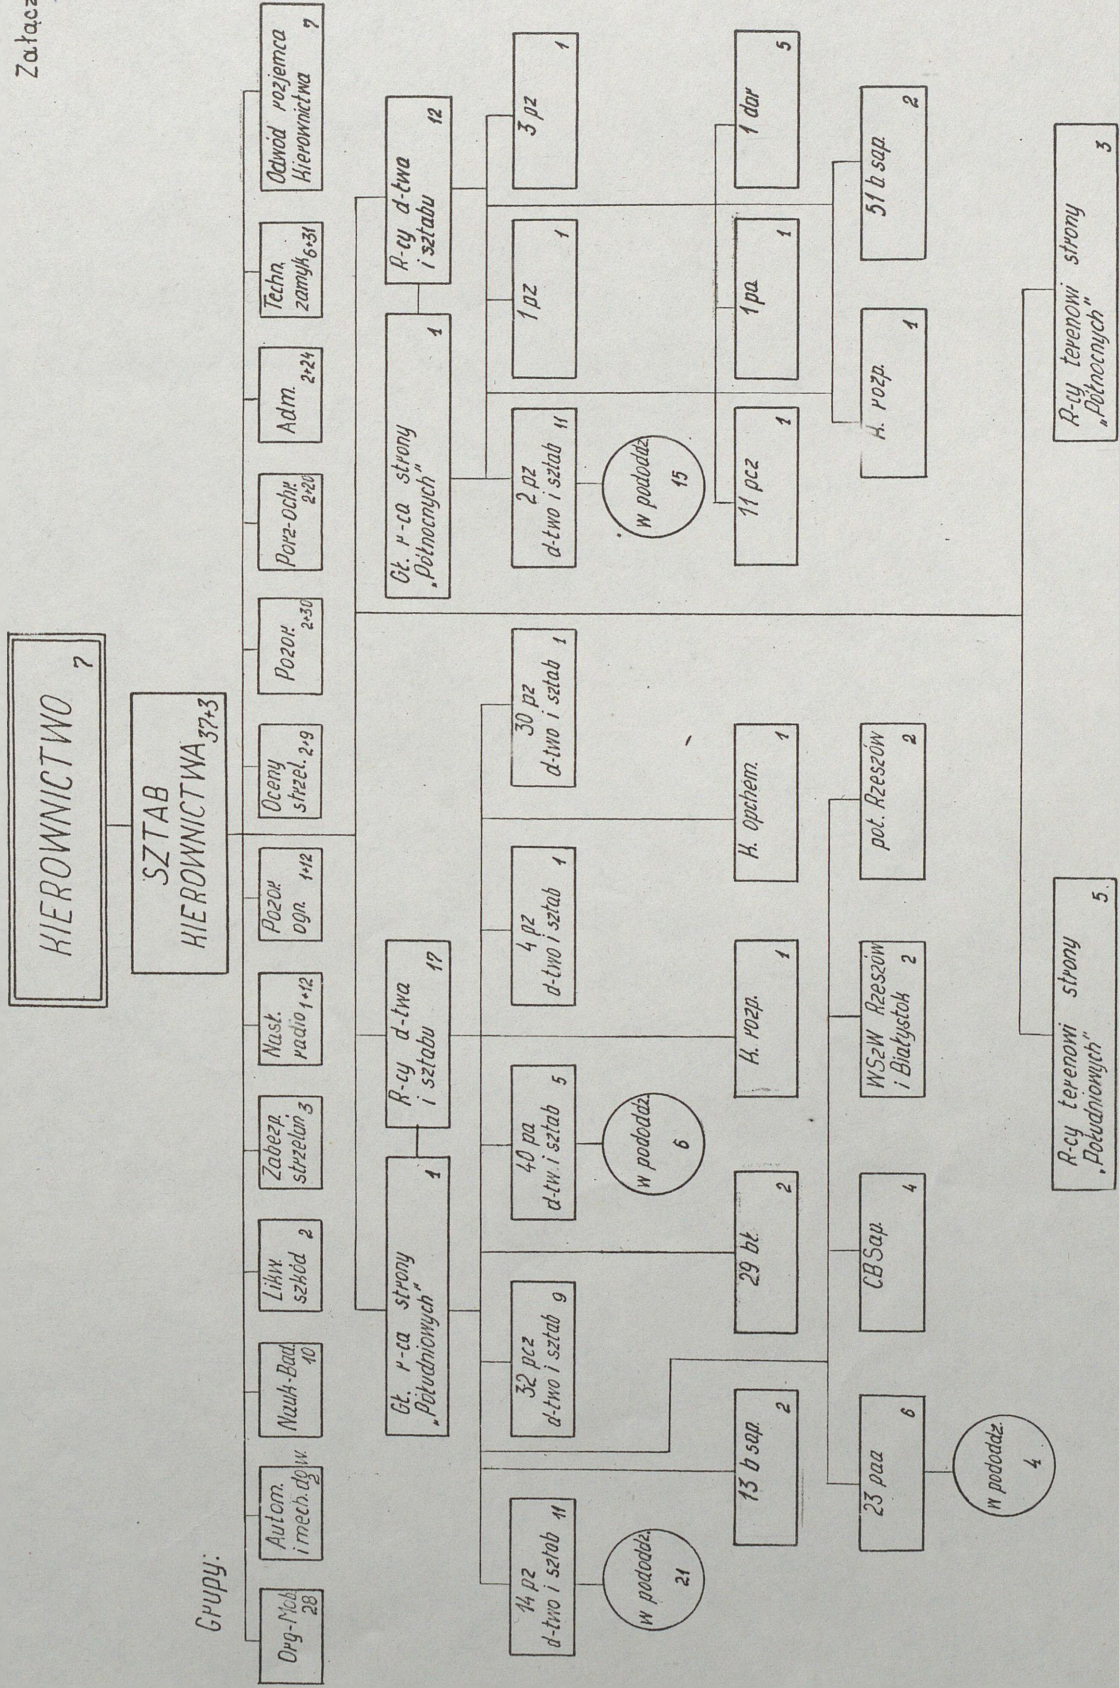 Załącz
KIEROWNICTWO
7
SZTAB
KIEROWNICTWA 37+3
Grupy:
Org-Mob.
28
Autom.
i mech. dow.
2
Nauk-Bad.
10
Likw.
szkód 2
Zabezp.
strzelań 3
Nasł.
radio 1+12
Pozor.
ogn. 1+12
Oceny
strzel. 2+9
Pozor.
2+30
Porz-ochr.
2+20
Adm.
2+24
Techn.
zamyk 6+31
Odwód rozjemca
Kierownictwa
7
Gł. r-ca strony
„Południowych"
1
R-cy d-twa
i sztabu
17
Gł. r-ca strony
„Północnych"
1
R-cy d-twa
i sztabu
12
14 pz
d-two i sztab 11
32 pcz
d-two i sztab 9
40 pa
d-tw. i sztab 5
4 pz
d-two i sztab 1
30 pz
d-two i sztab 1
2 pz
d-two i sztab 11
1 pz
1
3 pz
1
w pododdz.
21
w pododdz.
6
w pododdz.
15
13 b sap.
2
29 bł.
2
K. rozp.
1
K. opchem.
1
11 pcz
1
1 pa
1
1 dar
5
23 paa
6
CBSap.
4
WSzW Rzeszów
i Białystok 2
pot. Rzeszów
2
K. rozp.
1
51 b sap.
2
w pododdz.
4
R-cy terenowi strony
„Południowych"
5
R-cy terenowi strony
„Północnych"
3